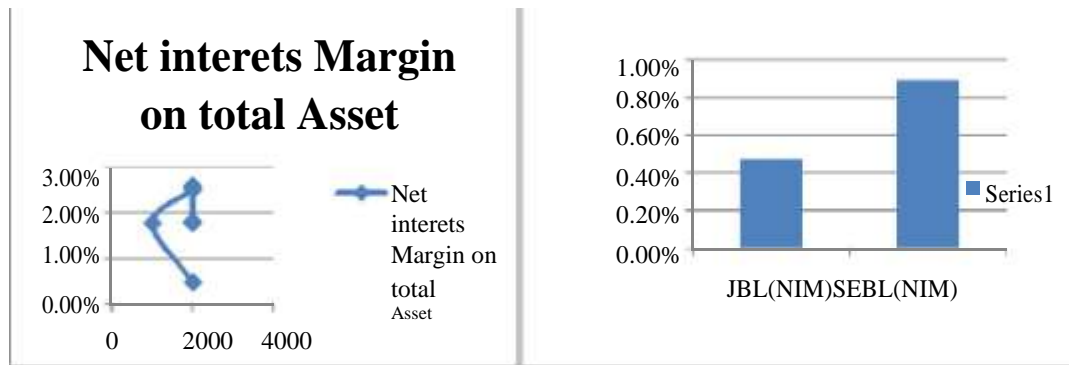 Net interets Margin
on total Asset
3.00%
2.00%
1.00%
0.00%
0 2000 4000
Net
interets
Margin on
total
Asset
1.00%
0.80%
0.60%
0.40%
0.20%
0.00%
JBL(NIM)SEBL(NIM)
Series1